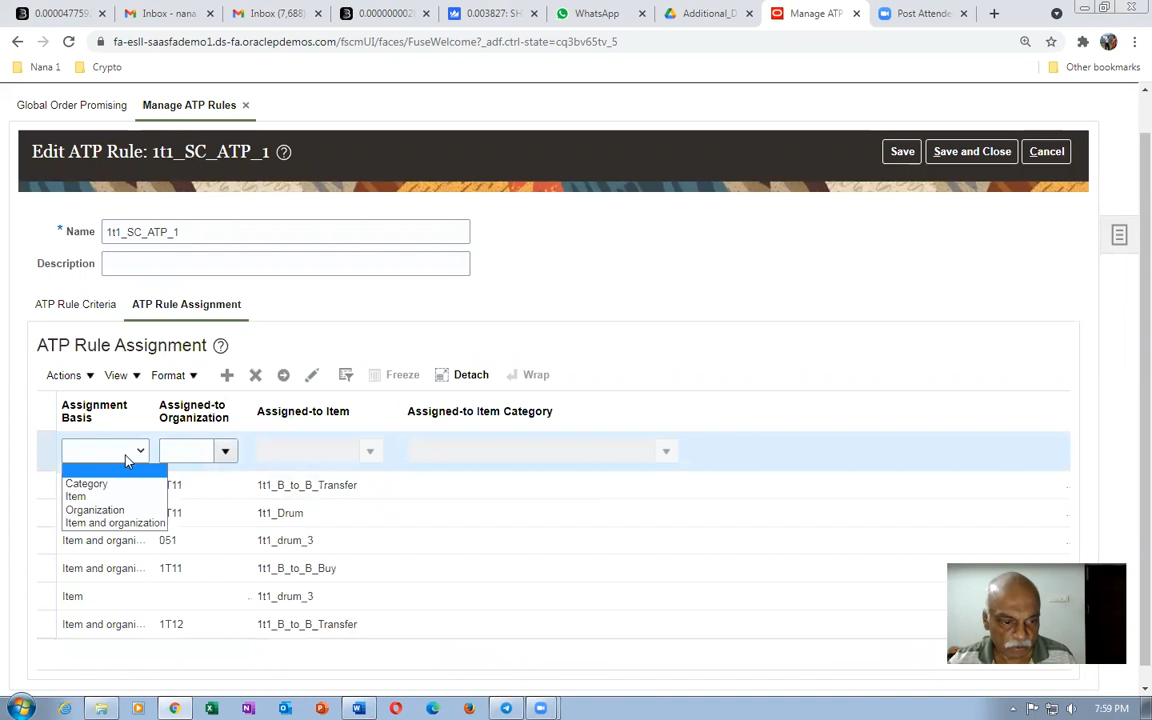 0.000047759.
Inbox - nana
Inbox (7,688)
0.000000002
0.003827: SH
WhatsApp
Additional_D
Manage ATP
Post Attende
fa-esll-saasfademo1.ds-fa.oraclepdemos.com/fscmUI/faces/FuseWelcome?_adf.ctrl-state=cq3bv65tv_5
Nana 1
Crypto
Other bookmarks
Global Order Promising
Manage ATP Rules
Edit ATP Rule: 1t1_SC_ATP_1
Save
Save and Close
Cancel
* Name 1t1_SC_ATP_1
Description
ATP Rule Criteria
ATP Rule Assignment
ATP Rule Assignment
Actions
View
Format
Freeze
Detach
Wrap
Assignment Basis
Assigned-to Organization
Assigned-to Item
Assigned-to Item Category
Category
Item
Organization
Item and organization
T11 1t1_B_to_B_Transfer
T11 1t1_Drum
Item and organi... 051 1t1_drum_3
Item and organi... 1T11 1t1_B_to_B_Buy
Item 1t1_drum_3
Item and organi... 1T12 1t1_B_to_B_Transfer
7:59 PM